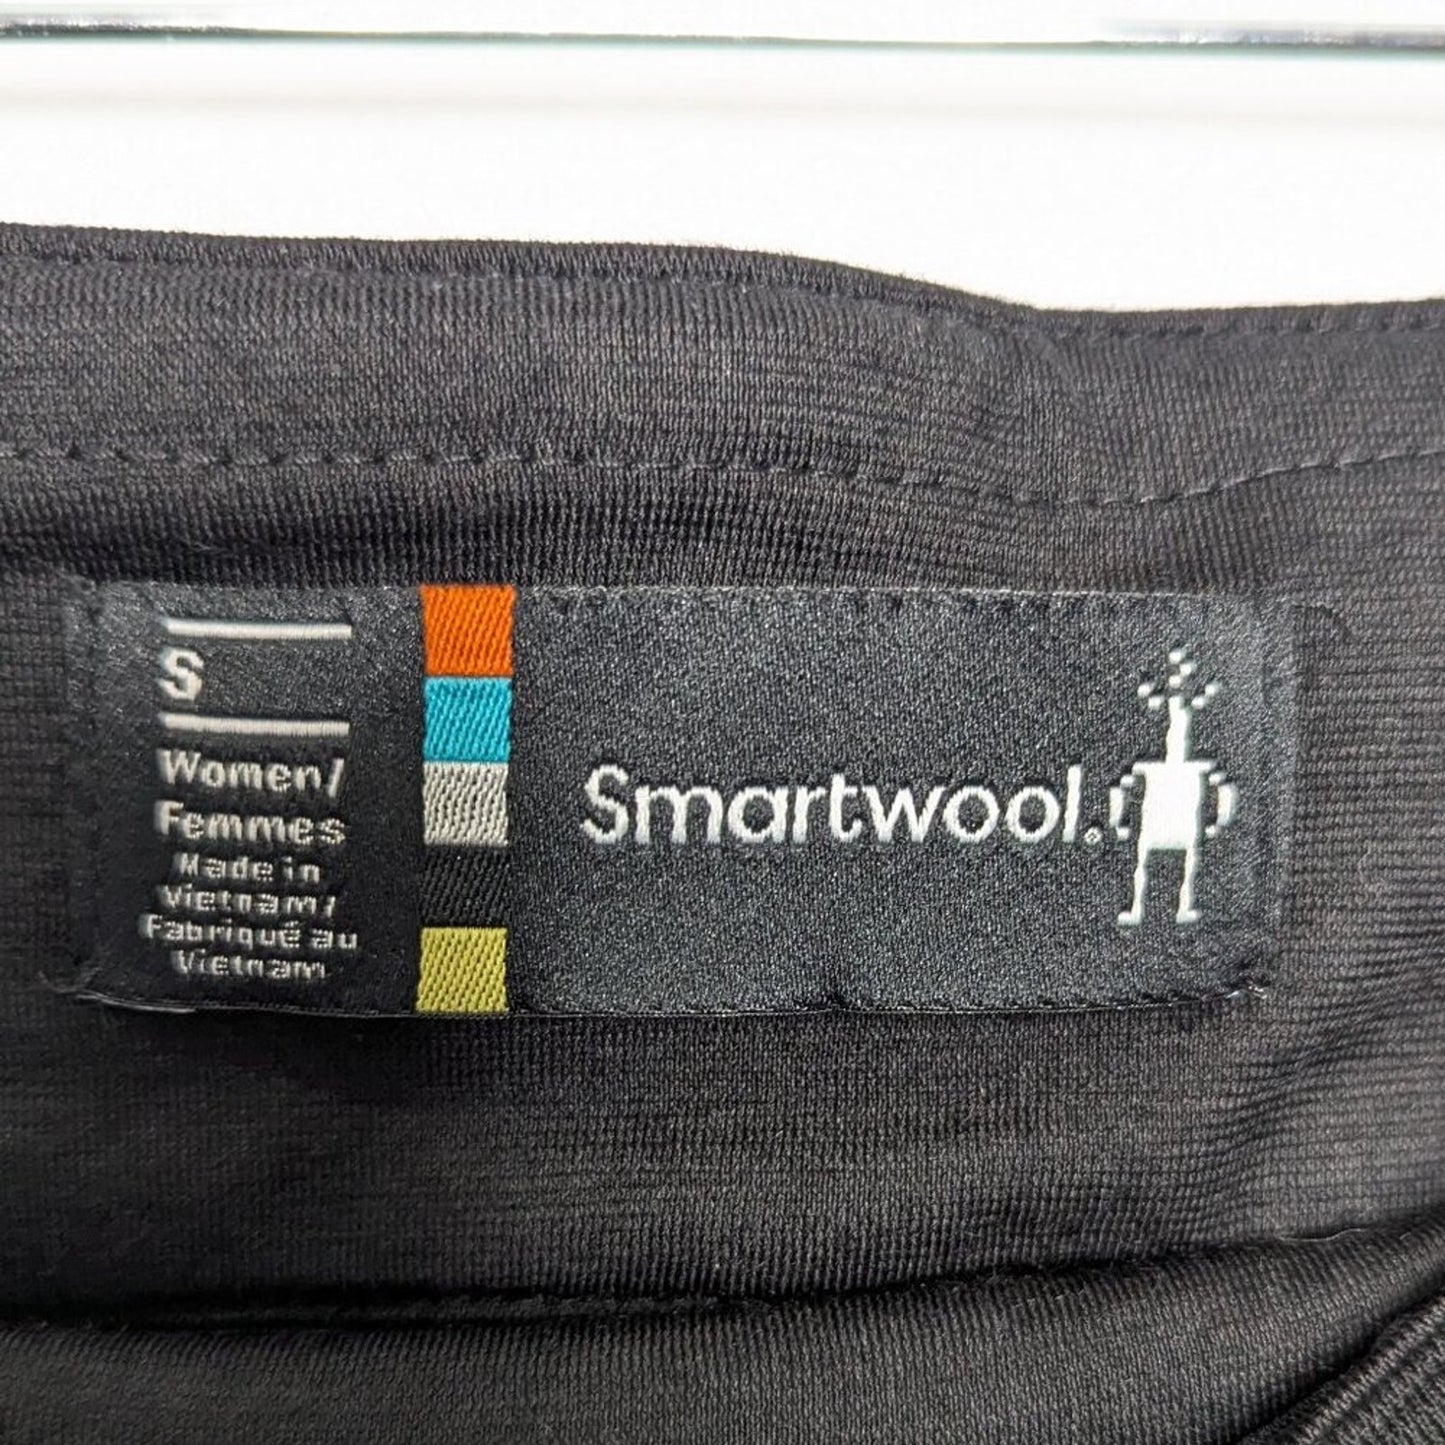 S
Women/
Femmes
Made in
Vietnam/
Fabriqué au
Vietnam
Smartwool®